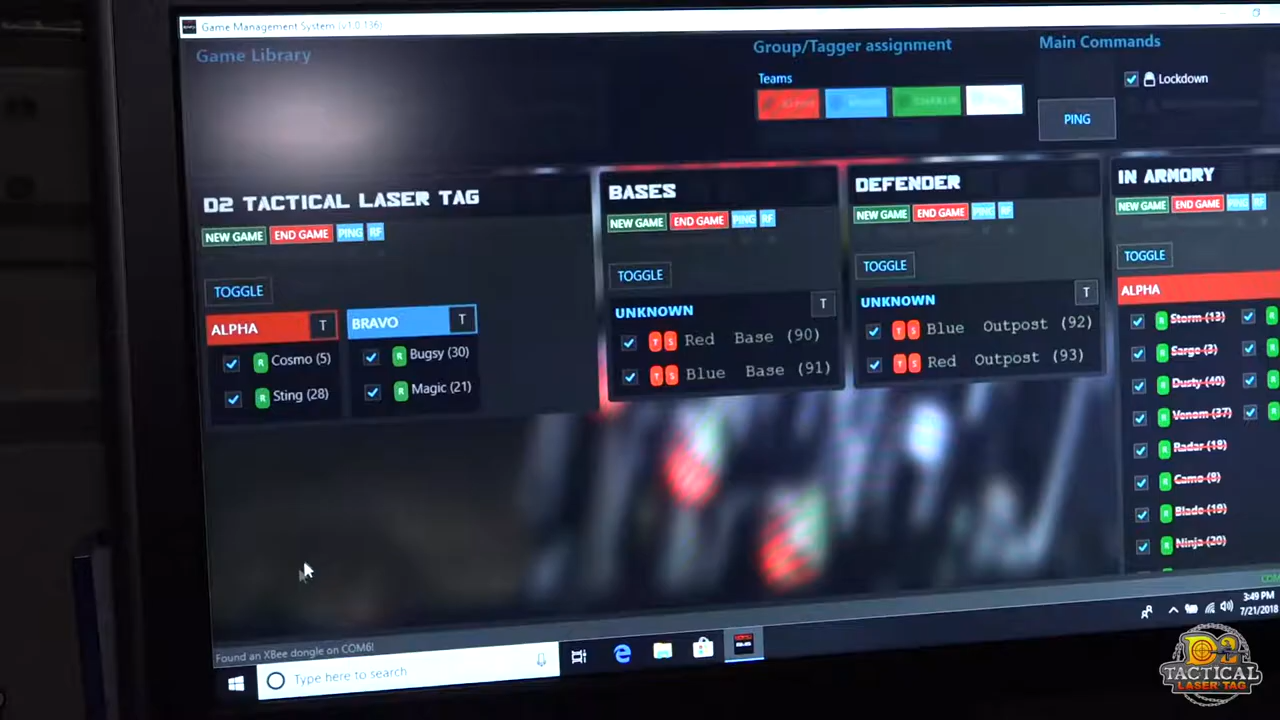 Game Management System (v1.0.136)
Game Library
Group/Tagger assignment
Main Commands
Teams
Lockdown
PING
D2 TACTICAL LASER TAG
NEW GAME END GAME PING RF
TOGGLE
ALPHA T
BRAVO T
R Cosmo (5)
R Bugsy (30)
R Sting (28)
R Magic (21)
BASES
NEW GAME END GAME PING RF
TOGGLE
UNKNOWN T
T S Red Base (90)
T S Blue Base (91)
DEFENDER
NEW GAME END GAME PING RF
TOGGLE
UNKNOWN T
T S Blue Outpost (92)
T S Red Outpost (93)
IN ARMORY
NEW GAME END GAME PING RF
TOGGLE
ALPHA
R Storm (13)
R Sarge (3)
R Dusty (40)
R Venom (37)
R Radar (18)
R Camo (8)
R Blade (19)
R Ninja (20)
COM
Found an XBee dongle on COM6!
Type here to search
3:49 PM
7/21/2018
D2
TACTICAL
LASER TAG